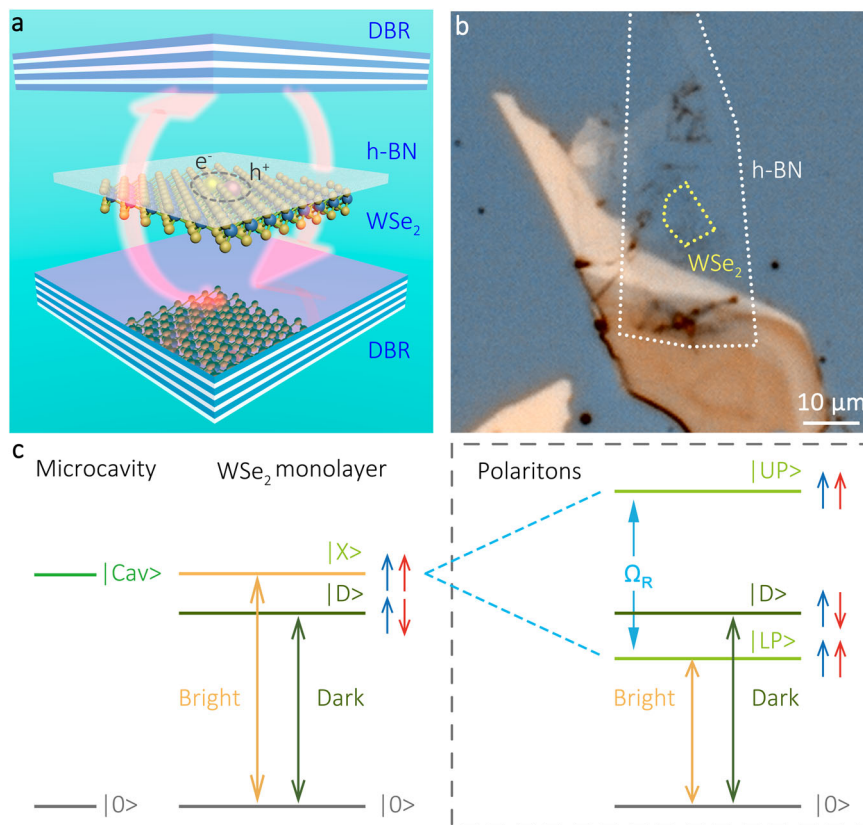 a
DBR
h-BN
e⁻
h⁺
WSe₂
DBR
b
h-BN
WSe₂
10 μm
c
Microcavity
WSe₂ monolayer
Polaritons
|UP>
|X>
|Cav>
|D>
Ω_R
|D>
|LP>
Bright
Dark
Bright
Dark
|0>
|0>
|0>